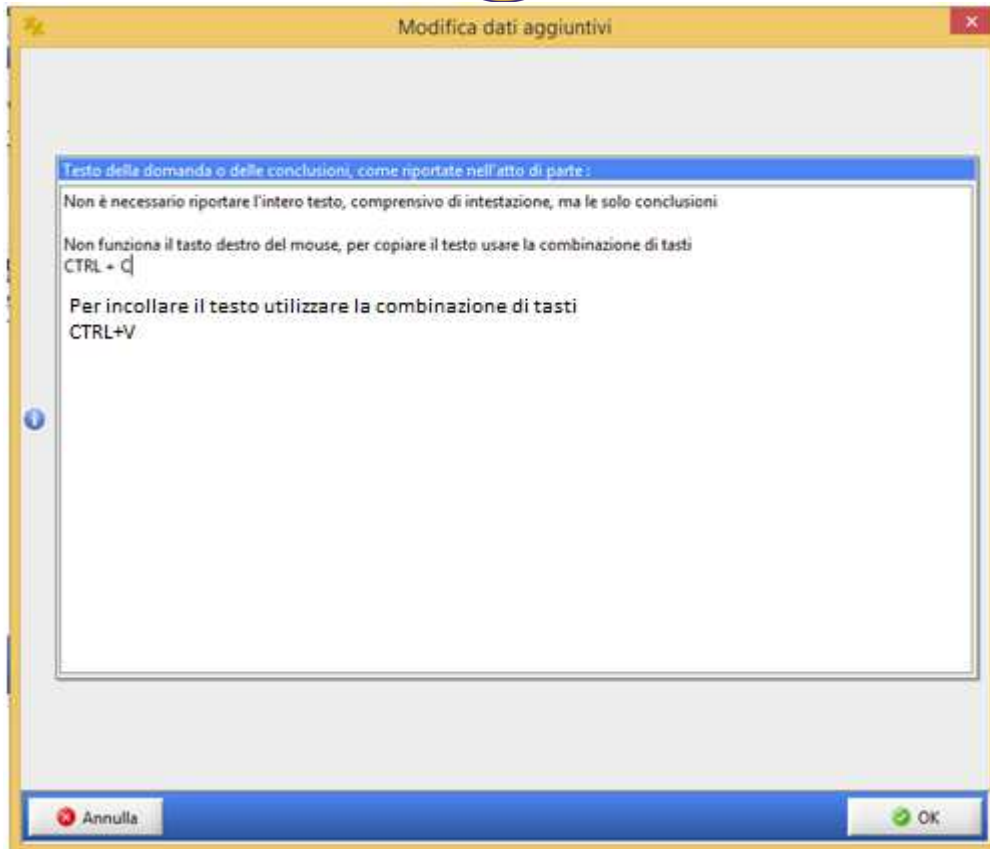 Modifica dati aggiuntivi
Testo della domanda o delle conclusioni, come riportate nell'atto di parte :
Non è necessario riportare l'intero testo, comprensivo di intestazione, ma le solo conclusioni
Non funziona il tasto destro del mouse, per copiare il testo usare la combinazione di tasti
CTRL + C
Per incollare il testo utilizzare la combinazione di tasti
CTRL+V
Annulla
OK